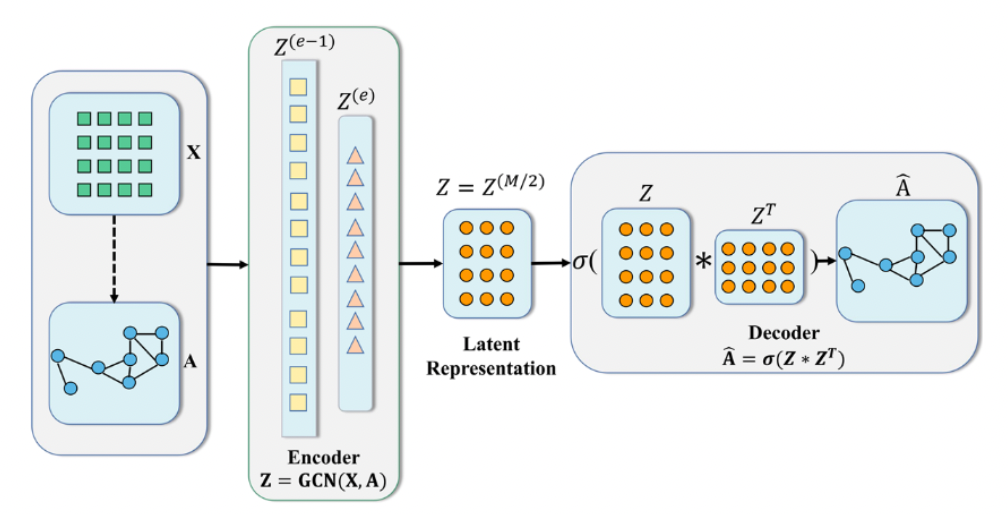 X
A
Z^{(e-1)}
Z^{(e)}
Encoder
Z = GCN(X, A)
Z = Z^{(M/2)}
Latent
Representation
σ(
Z
*
Z^T
)
Â
Decoder
Â = σ(Z * Z^T)